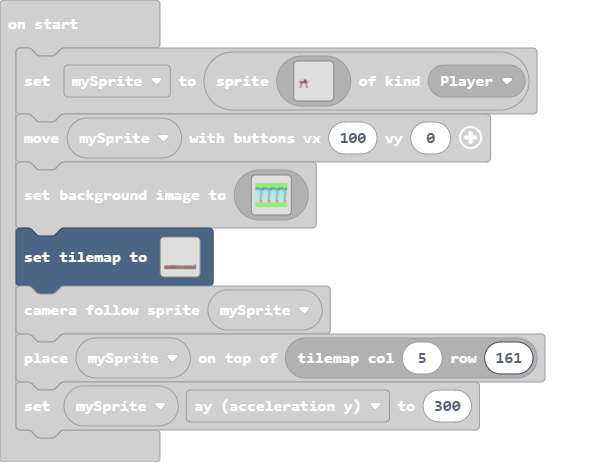 on start
set mySprite to sprite of kind Player
move mySprite with buttons vx 100 vy 0
set background image to
set tilemap to
camera follow sprite mySprite
place mySprite on top of tilemap col 5 row 161
set mySprite ay (acceleration y) to 300